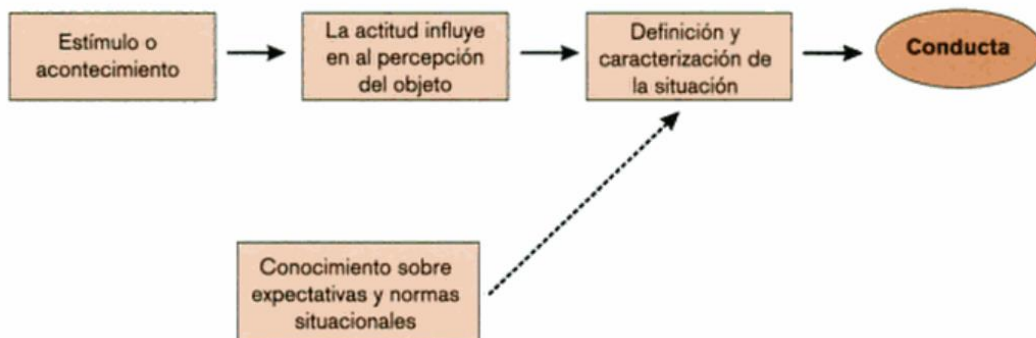 Estímulo o
acontecimiento
La actitud influye
en al percepción
del objeto
Definición y
caracterización de
la situación
Conducta
Conocimiento sobre
expectativas y normas
situacionales